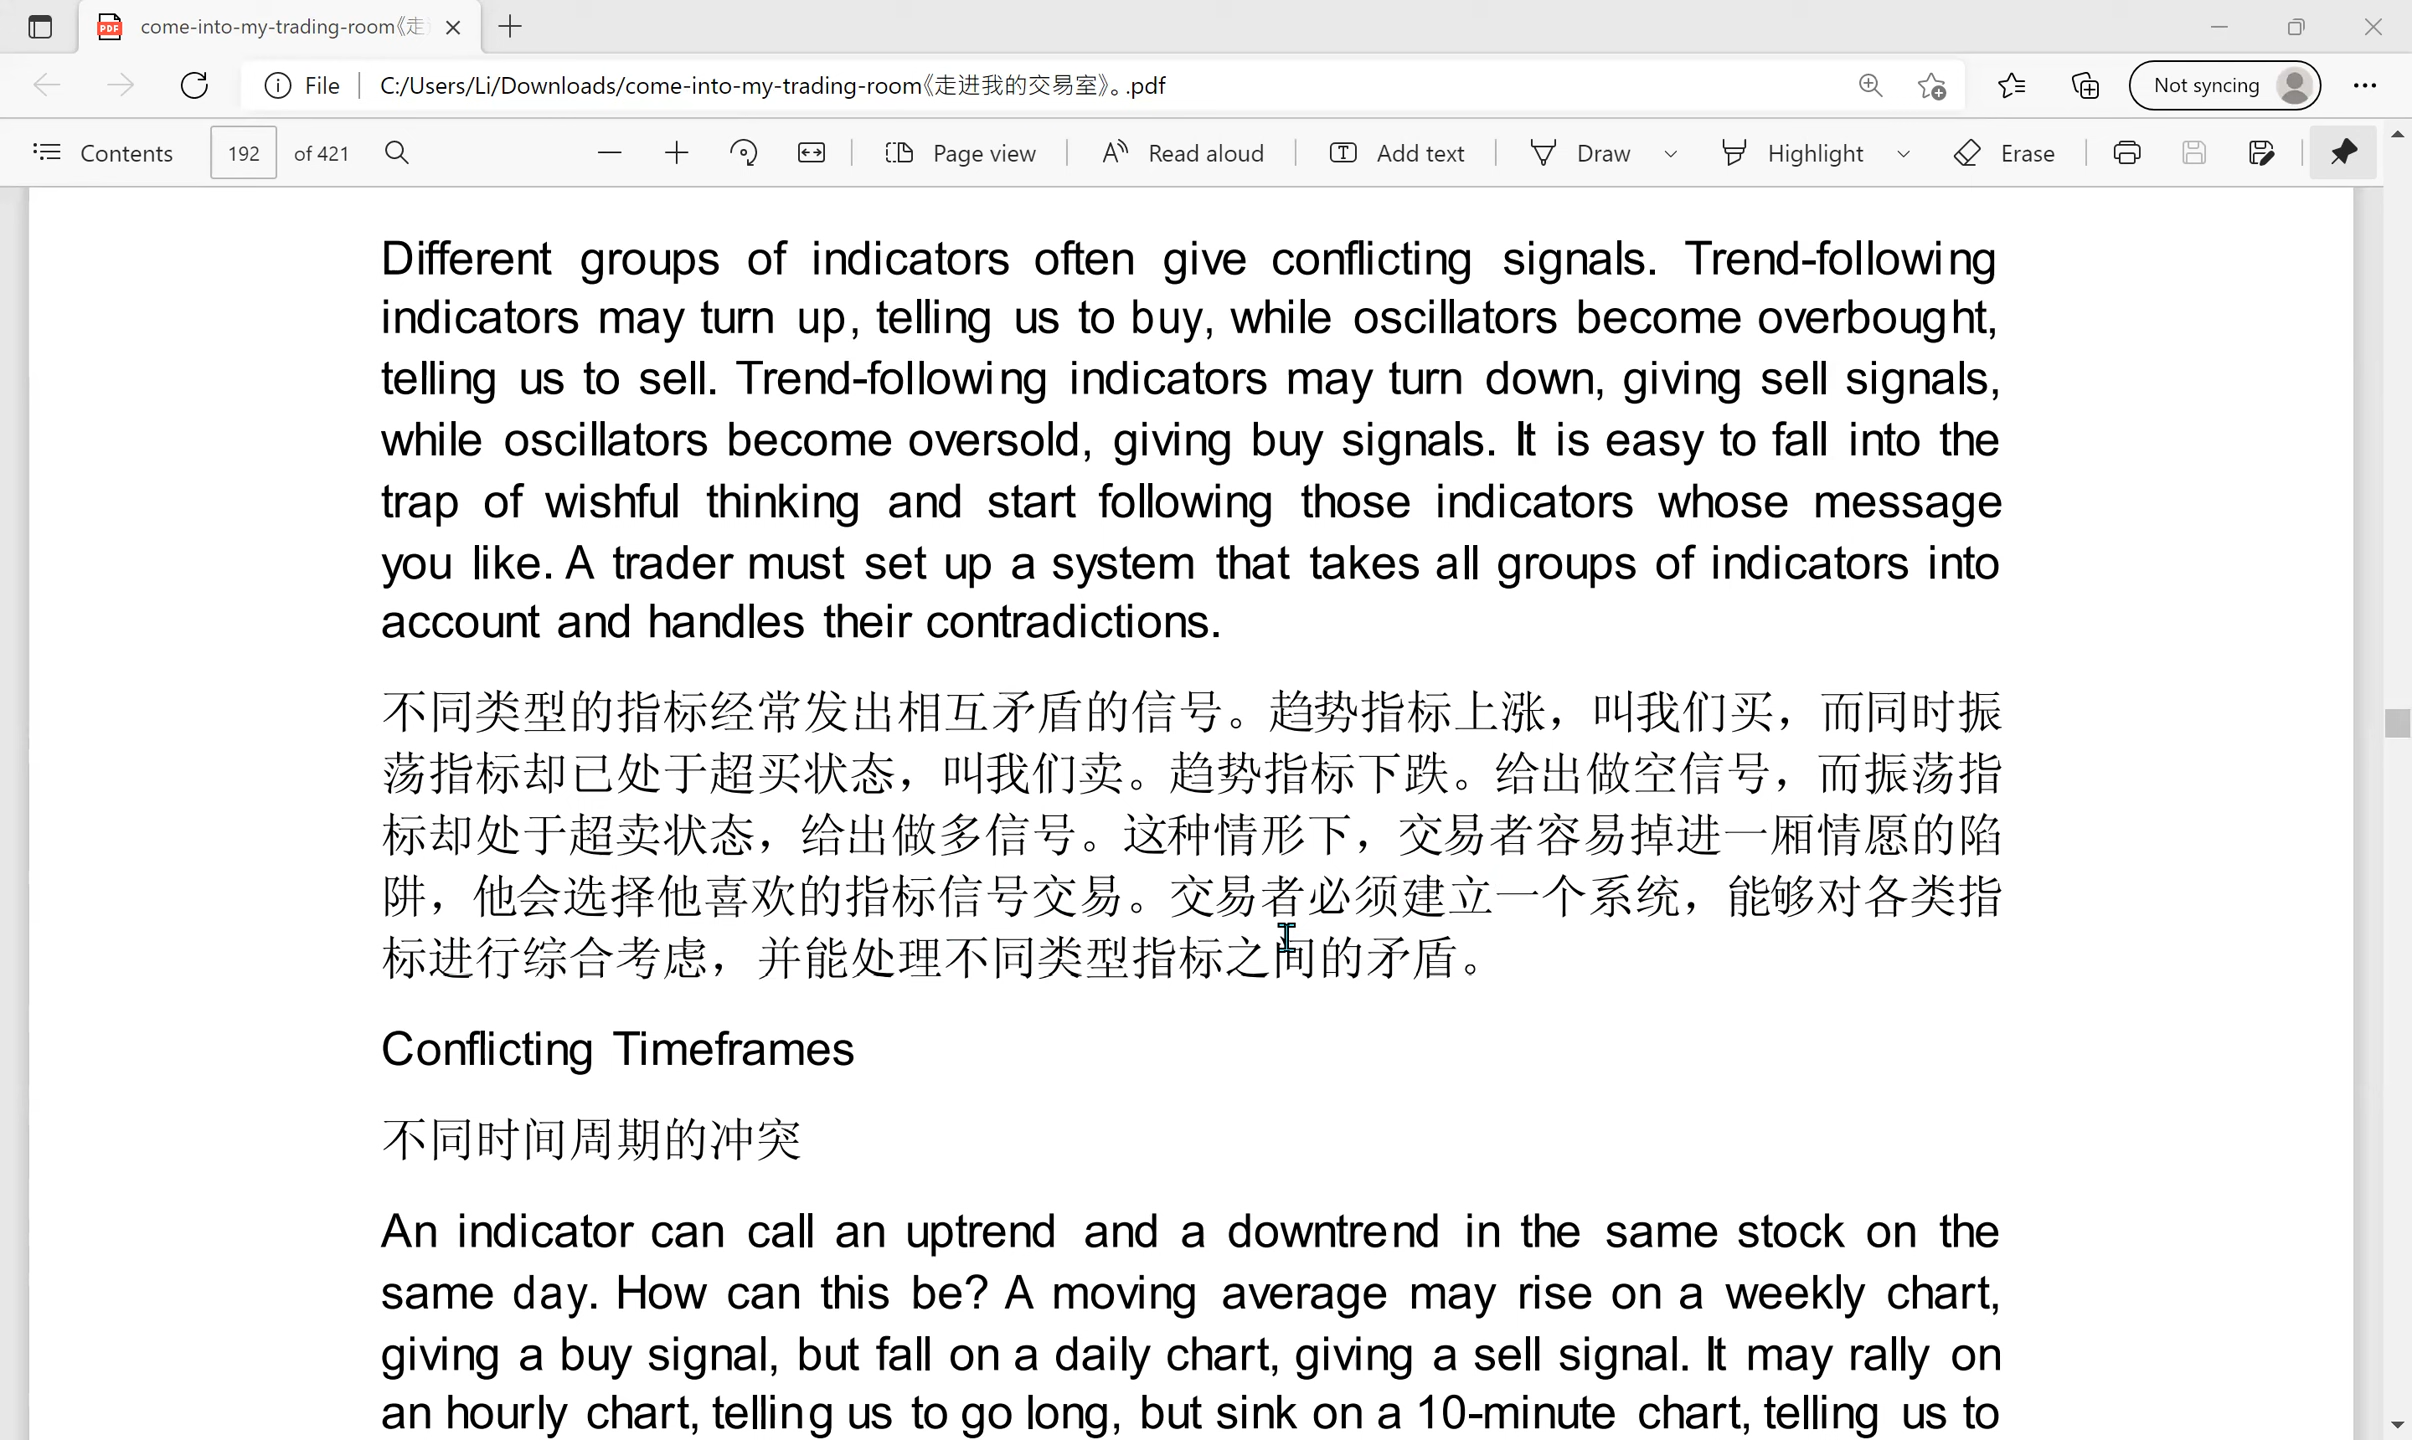 come-into-my-trading-room《走
File
C:/Users/Li/Downloads/come-into-my-trading-room《走进我的交易室》。.pdf
Not syncing
Contents
192
of 421
Page view
Read aloud
Add text
Draw
Highlight
Erase
Different groups of indicators often give conflicting signals. Trend-following
indicators may turn up, telling us to buy, while oscillators become overbought,
telling us to sell. Trend-following indicators may turn down, giving sell signals,
while oscillators become oversold, giving buy signals. It is easy to fall into the
trap of wishful thinking and start following those indicators whose message
you like. A trader must set up a system that takes all groups of indicators into
account and handles their contradictions.
不同类型的指标经常发出相互矛盾的信号。趋势指标上涨，叫我们买，而同时振
荡指标却已处于超买状态，叫我们卖。趋势指标下跌。给出做空信号，而振荡指
标却处于超卖状态，给出做多信号。这种情形下，交易者容易掉进一厢情愿的陷
阱，他会选择他喜欢的指标信号交易。交易者必须建立一个系统，能够对各类指
标进行综合考虑，并能处理不同类型指标之间的矛盾。
Conflicting Timeframes
不同时间周期的冲突
An indicator can call an uptrend and a downtrend in the same stock on the
same day. How can this be? A moving average may rise on a weekly chart,
giving a buy signal, but fall on a daily chart, giving a sell signal. It may rally on
an hourly chart, telling us to go long, but sink on a 10-minute chart, telling us to